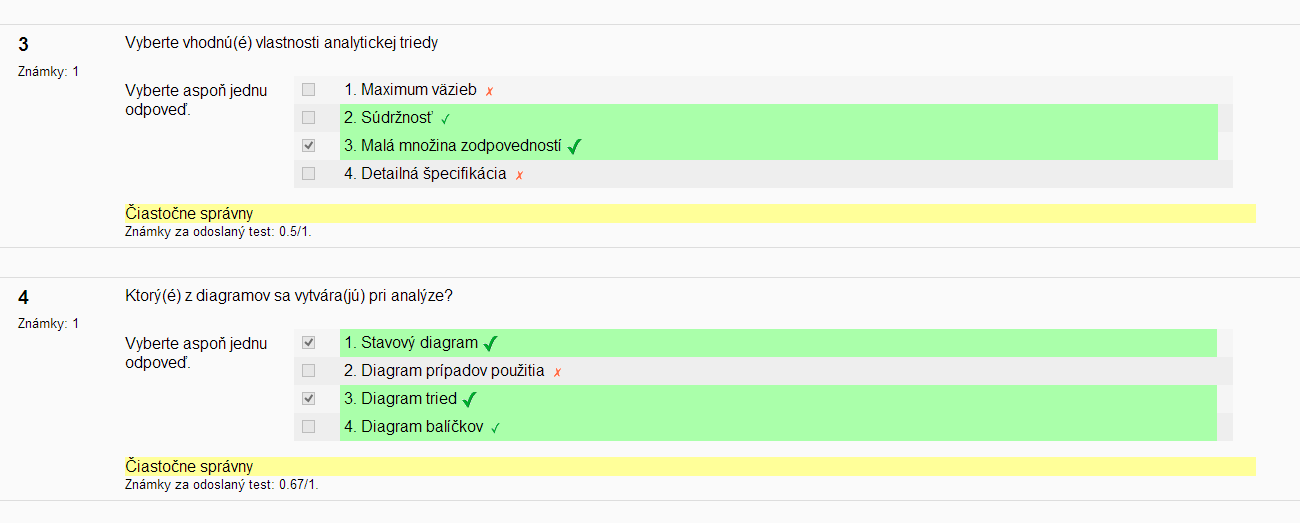 3
Vyberte vhodnú(é) vlastnosti analytickej triedy
Známky: 1
Vyberte aspoň jednu
odpoveď.
1. Maximum väzieb ✗
2. Súdržnosť ✓
3. Malá množina zodpovedností ✓
4. Detailná špecifikácia ✗
Čiastočne správny
Známky za odoslaný test: 0.5/1.
4
Ktorý(é) z diagramov sa vytvára(jú) pri analýze?
Známky: 1
Vyberte aspoň jednu
odpoveď.
1. Stavový diagram ✓
2. Diagram prípadov použitia ✗
3. Diagram tried ✓
4. Diagram balíčkov ✓
Čiastočne správny
Známky za odoslaný test: 0.67/1.